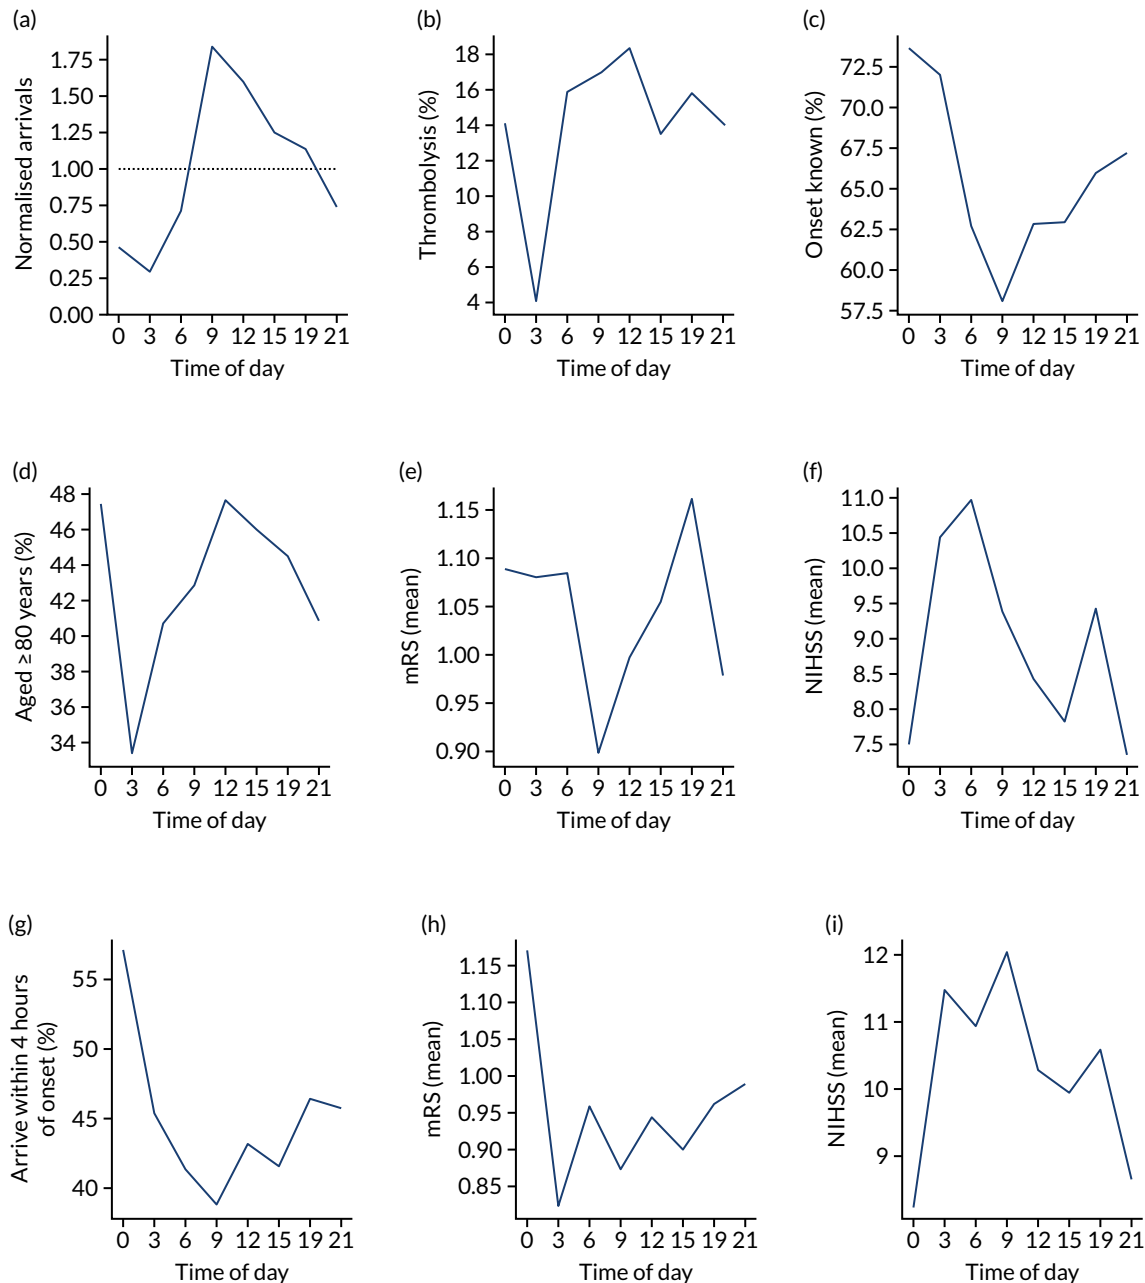 (a)
Normalised arrivals
1.75
1.50
1.25
1.00
0.75
0.50
0.25
0.00
0 3 6 9 12 15 19 21
Time of day
(b)
Thrombolysis (%)
18
16
14
12
10
8
6
4
0 3 6 9 12 15 19 21
Time of day
(c)
Onset known (%)
72.5
70.0
67.5
65.0
62.5
60.0
57.5
0 3 6 9 12 15 19 21
Time of day
(d)
Aged ≥ 80 years (%)
48
46
44
42
40
38
36
34
0 3 6 9 12 15 19 21
Time of day
(e)
mRS (mean)
1.15
1.10
1.05
1.00
0.95
0.90
0 3 6 9 12 15 19 21
Time of day
(f)
NIHSS (mean)
11.0
10.5
10.0
9.5
9.0
8.5
8.0
7.5
0 3 6 9 12 15 19 21
Time of day
(g)
Arrive within 4 hours
of onset (%)
55
50
45
40
0 3 6 9 12 15 19 21
Time of day
(h)
mRS (mean)
1.15
1.10
1.05
1.00
0.95
0.90
0.85
0 3 6 9 12 15 19 21
Time of day
(i)
NIHSS (mean)
12
11
10
9
0 3 6 9 12 15 19 21
Time of day